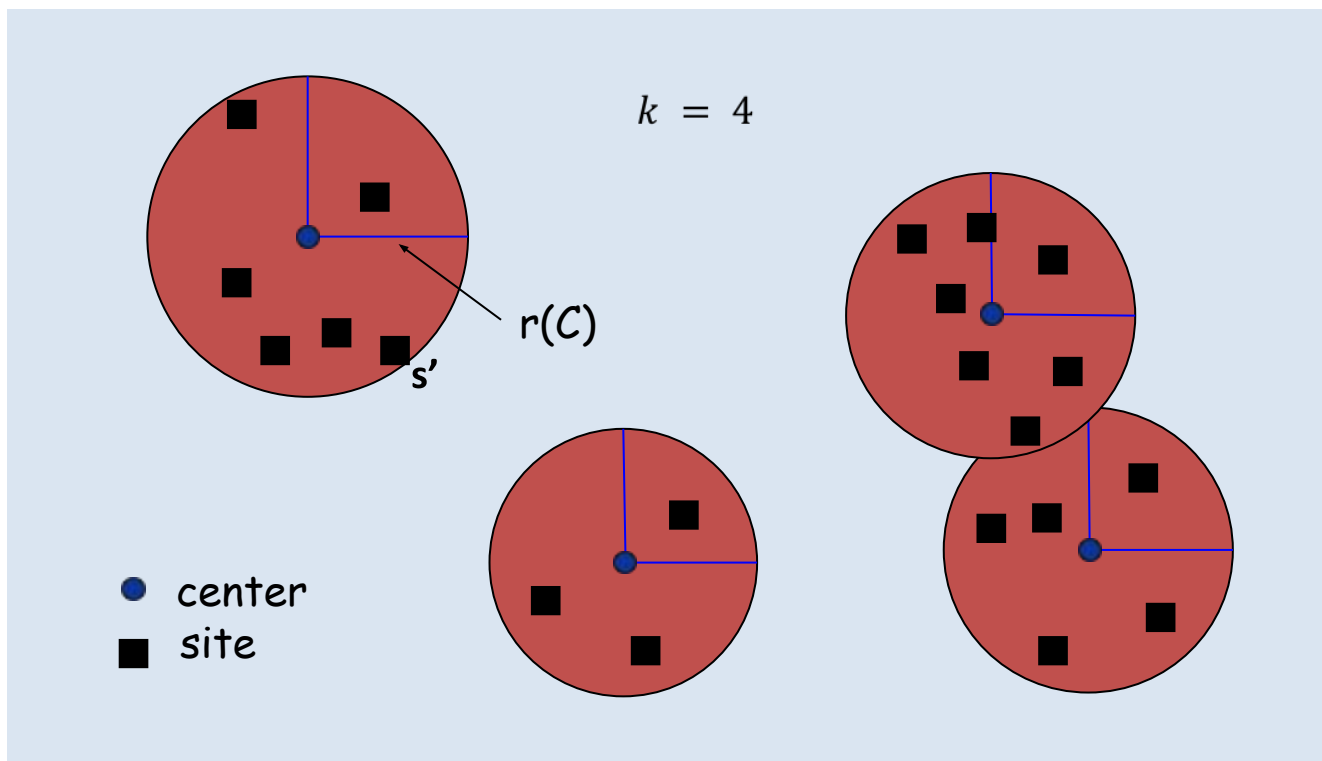 k = 4
r(C)
s’
center
site